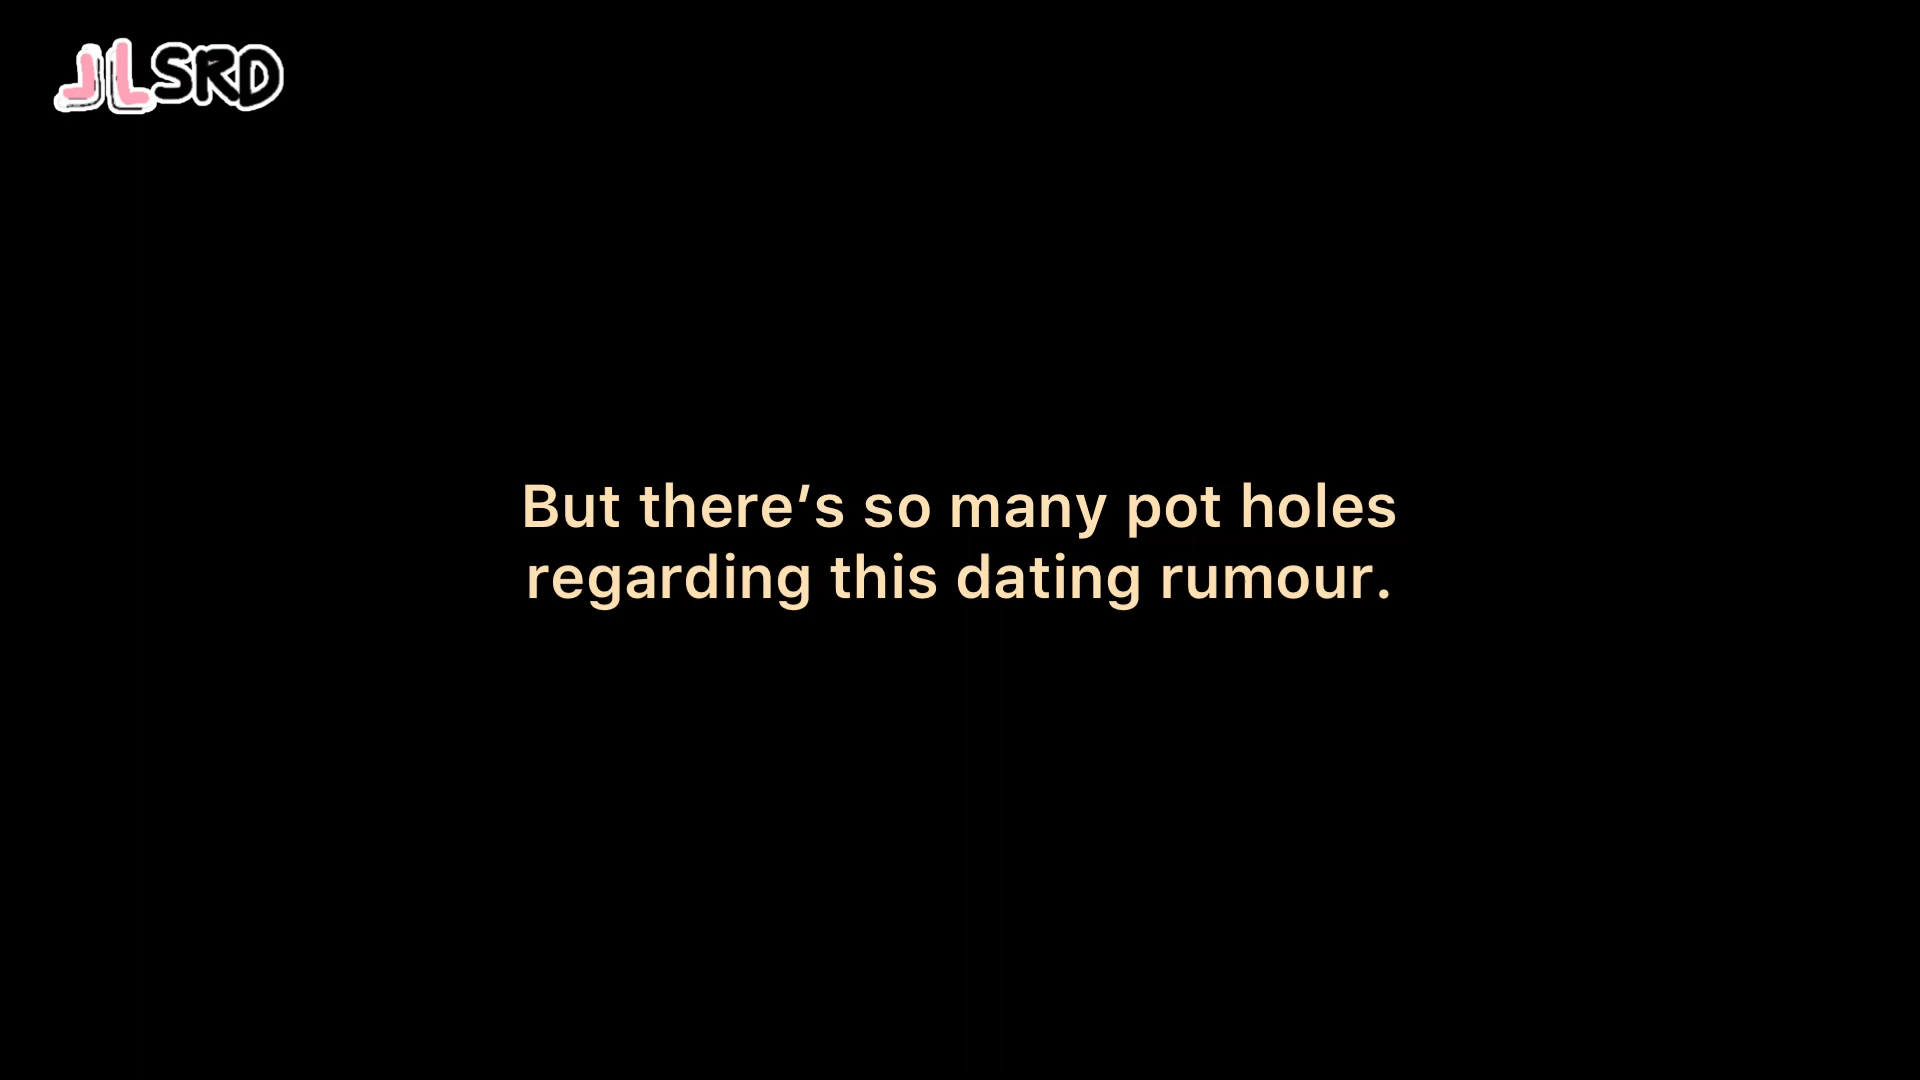 JLSRD
But there’s so many pot holes
regarding this dating rumour.